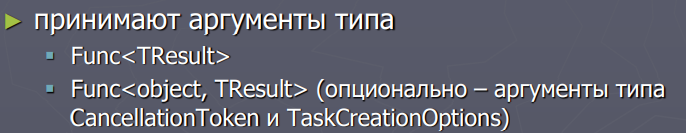 принимают аргументы типа
Func<TResult>
Func<object, TResult> (опционально – аргументы типа
CancellationToken и TaskCreationOptions)